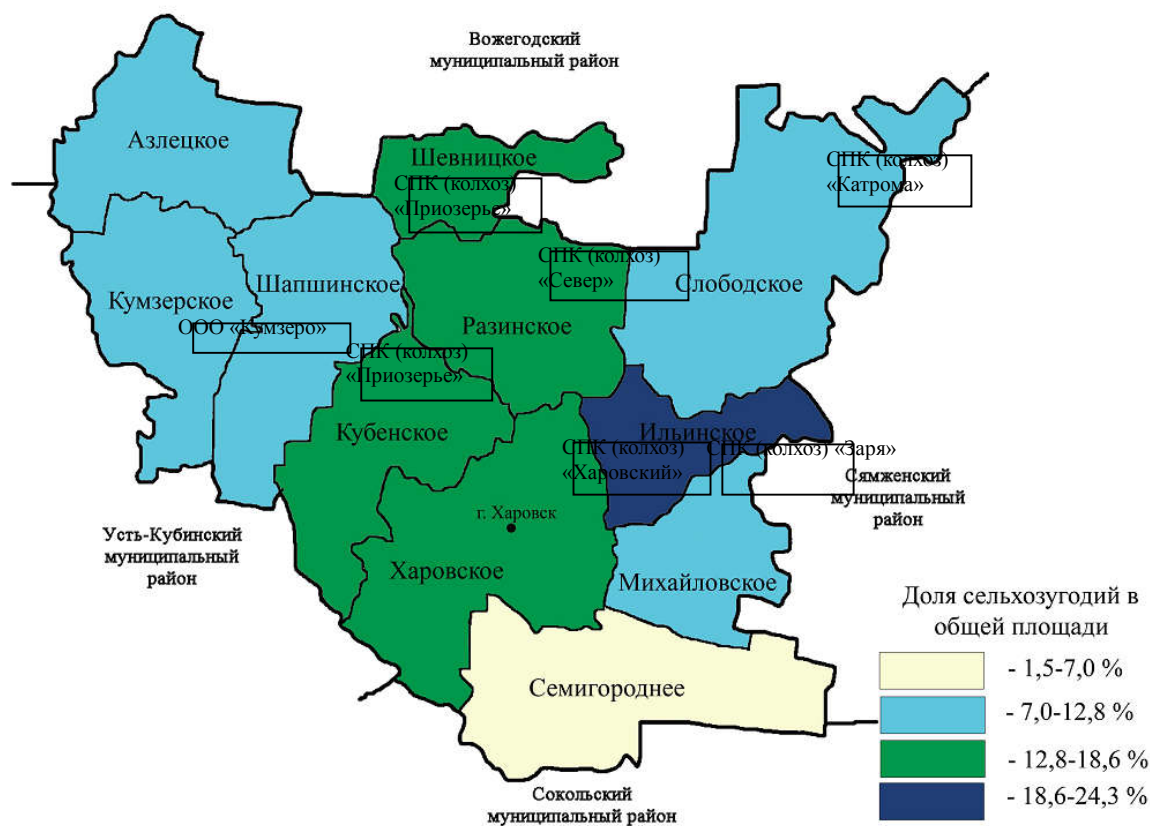 Вожегодский
муниципальный район
Азлецкое
Шевницкое
СПК (колхоз)
«Приозерье»
СПК (колхоз)
«Катрома»
СПК (колхоз)
«Север»
Слободское
Шапшинское
Кумзерское
ООО «Кумзеро»
Разинское
СПК (колхоз)
«Приозерье»
Кубенское
Ильинское
СПК (колхоз)
«Харовский»
СПК (колхоз) «Заря»
Сямженский
муниципальный
район
г. Харовск
Усть-Кубинский
муниципальный
район
Харовское
Михайловское
Семигороднее
Сокольский
муниципальный район
Доля сельхозугодий в
общей площади
- 1,5-7,0 %
- 7,0-12,8 %
- 12,8-18,6 %
- 18,6-24,3 %